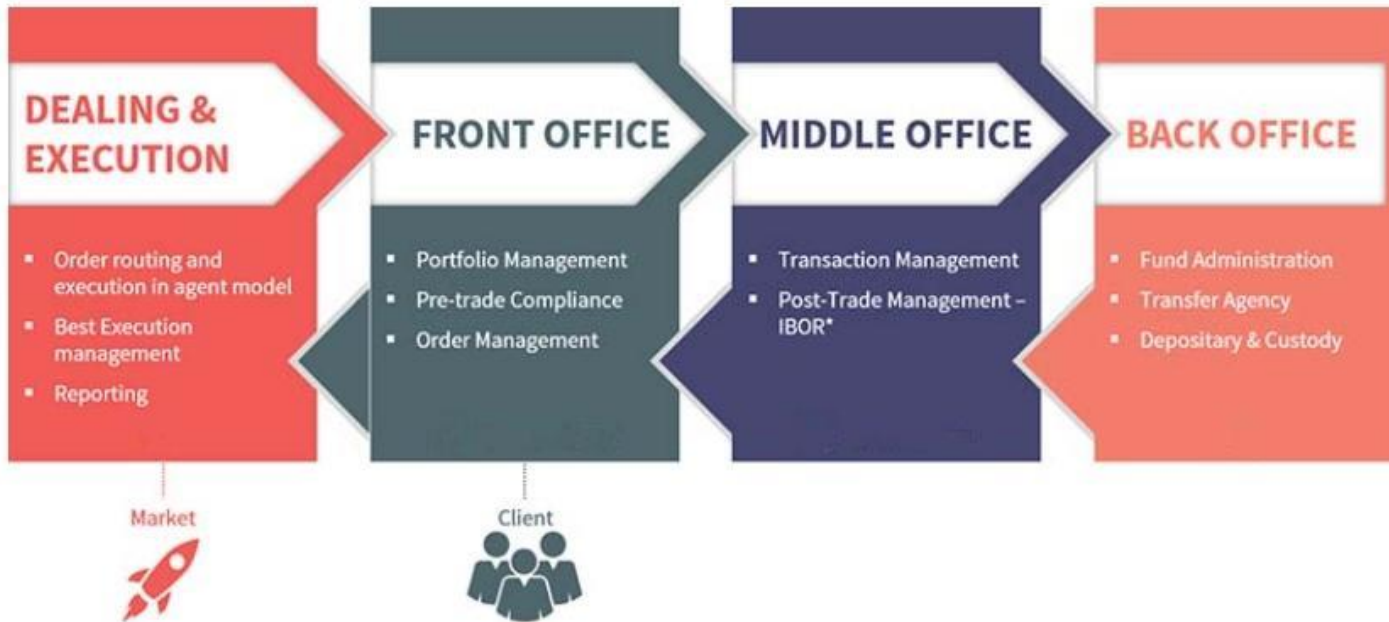 DEALING &
EXECUTION
FRONT OFFICE
MIDDLE OFFICE
BACK OFFICE
▪ Order routing and
execution in agent model
▪ Best Execution
management
▪ Reporting
▪ Portfolio Management
▪ Pre-trade Compliance
▪ Order Management
▪ Transaction Management
▪ Post-Trade Management –
IBOR*
▪ Fund Administration
▪ Transfer Agency
▪ Depositary & Custody
Market
Client